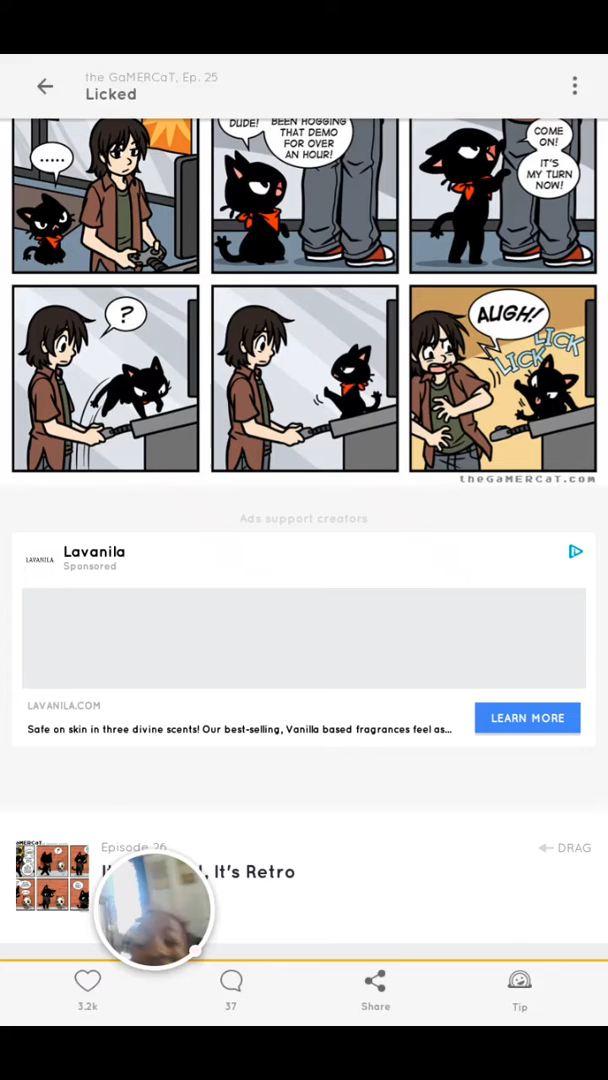 the GaMERCaT, Ep. 25
Licked
.....
DUDE!
BEEN HOGGING
THAT DEMO
FOR OVER
AN HOUR!
COME
ON!
IT'S
MY TURN
NOW!
?
AUGH!
LICK
LICK
theGaMERCaT.com
Ads support creators
LAVANILA
Lavanila
Sponsored
LAVANILA.COM
Safe on skin in three divine scents! Our best-selling, Vanilla based fragrances feel as...
LEARN MORE
Episode 26
DRAG
, It's Retro
3.2k
37
Share
Tip